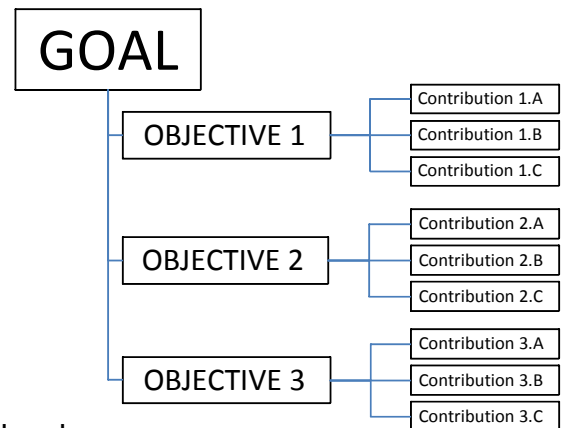 GOAL
OBJECTIVE 1
Contribution 1.A
Contribution 1.B
Contribution 1.C
OBJECTIVE 2
Contribution 2.A
Contribution 2.B
Contribution 2.C
OBJECTIVE 3
Contribution 3.A
Contribution 3.B
Contribution 3.C